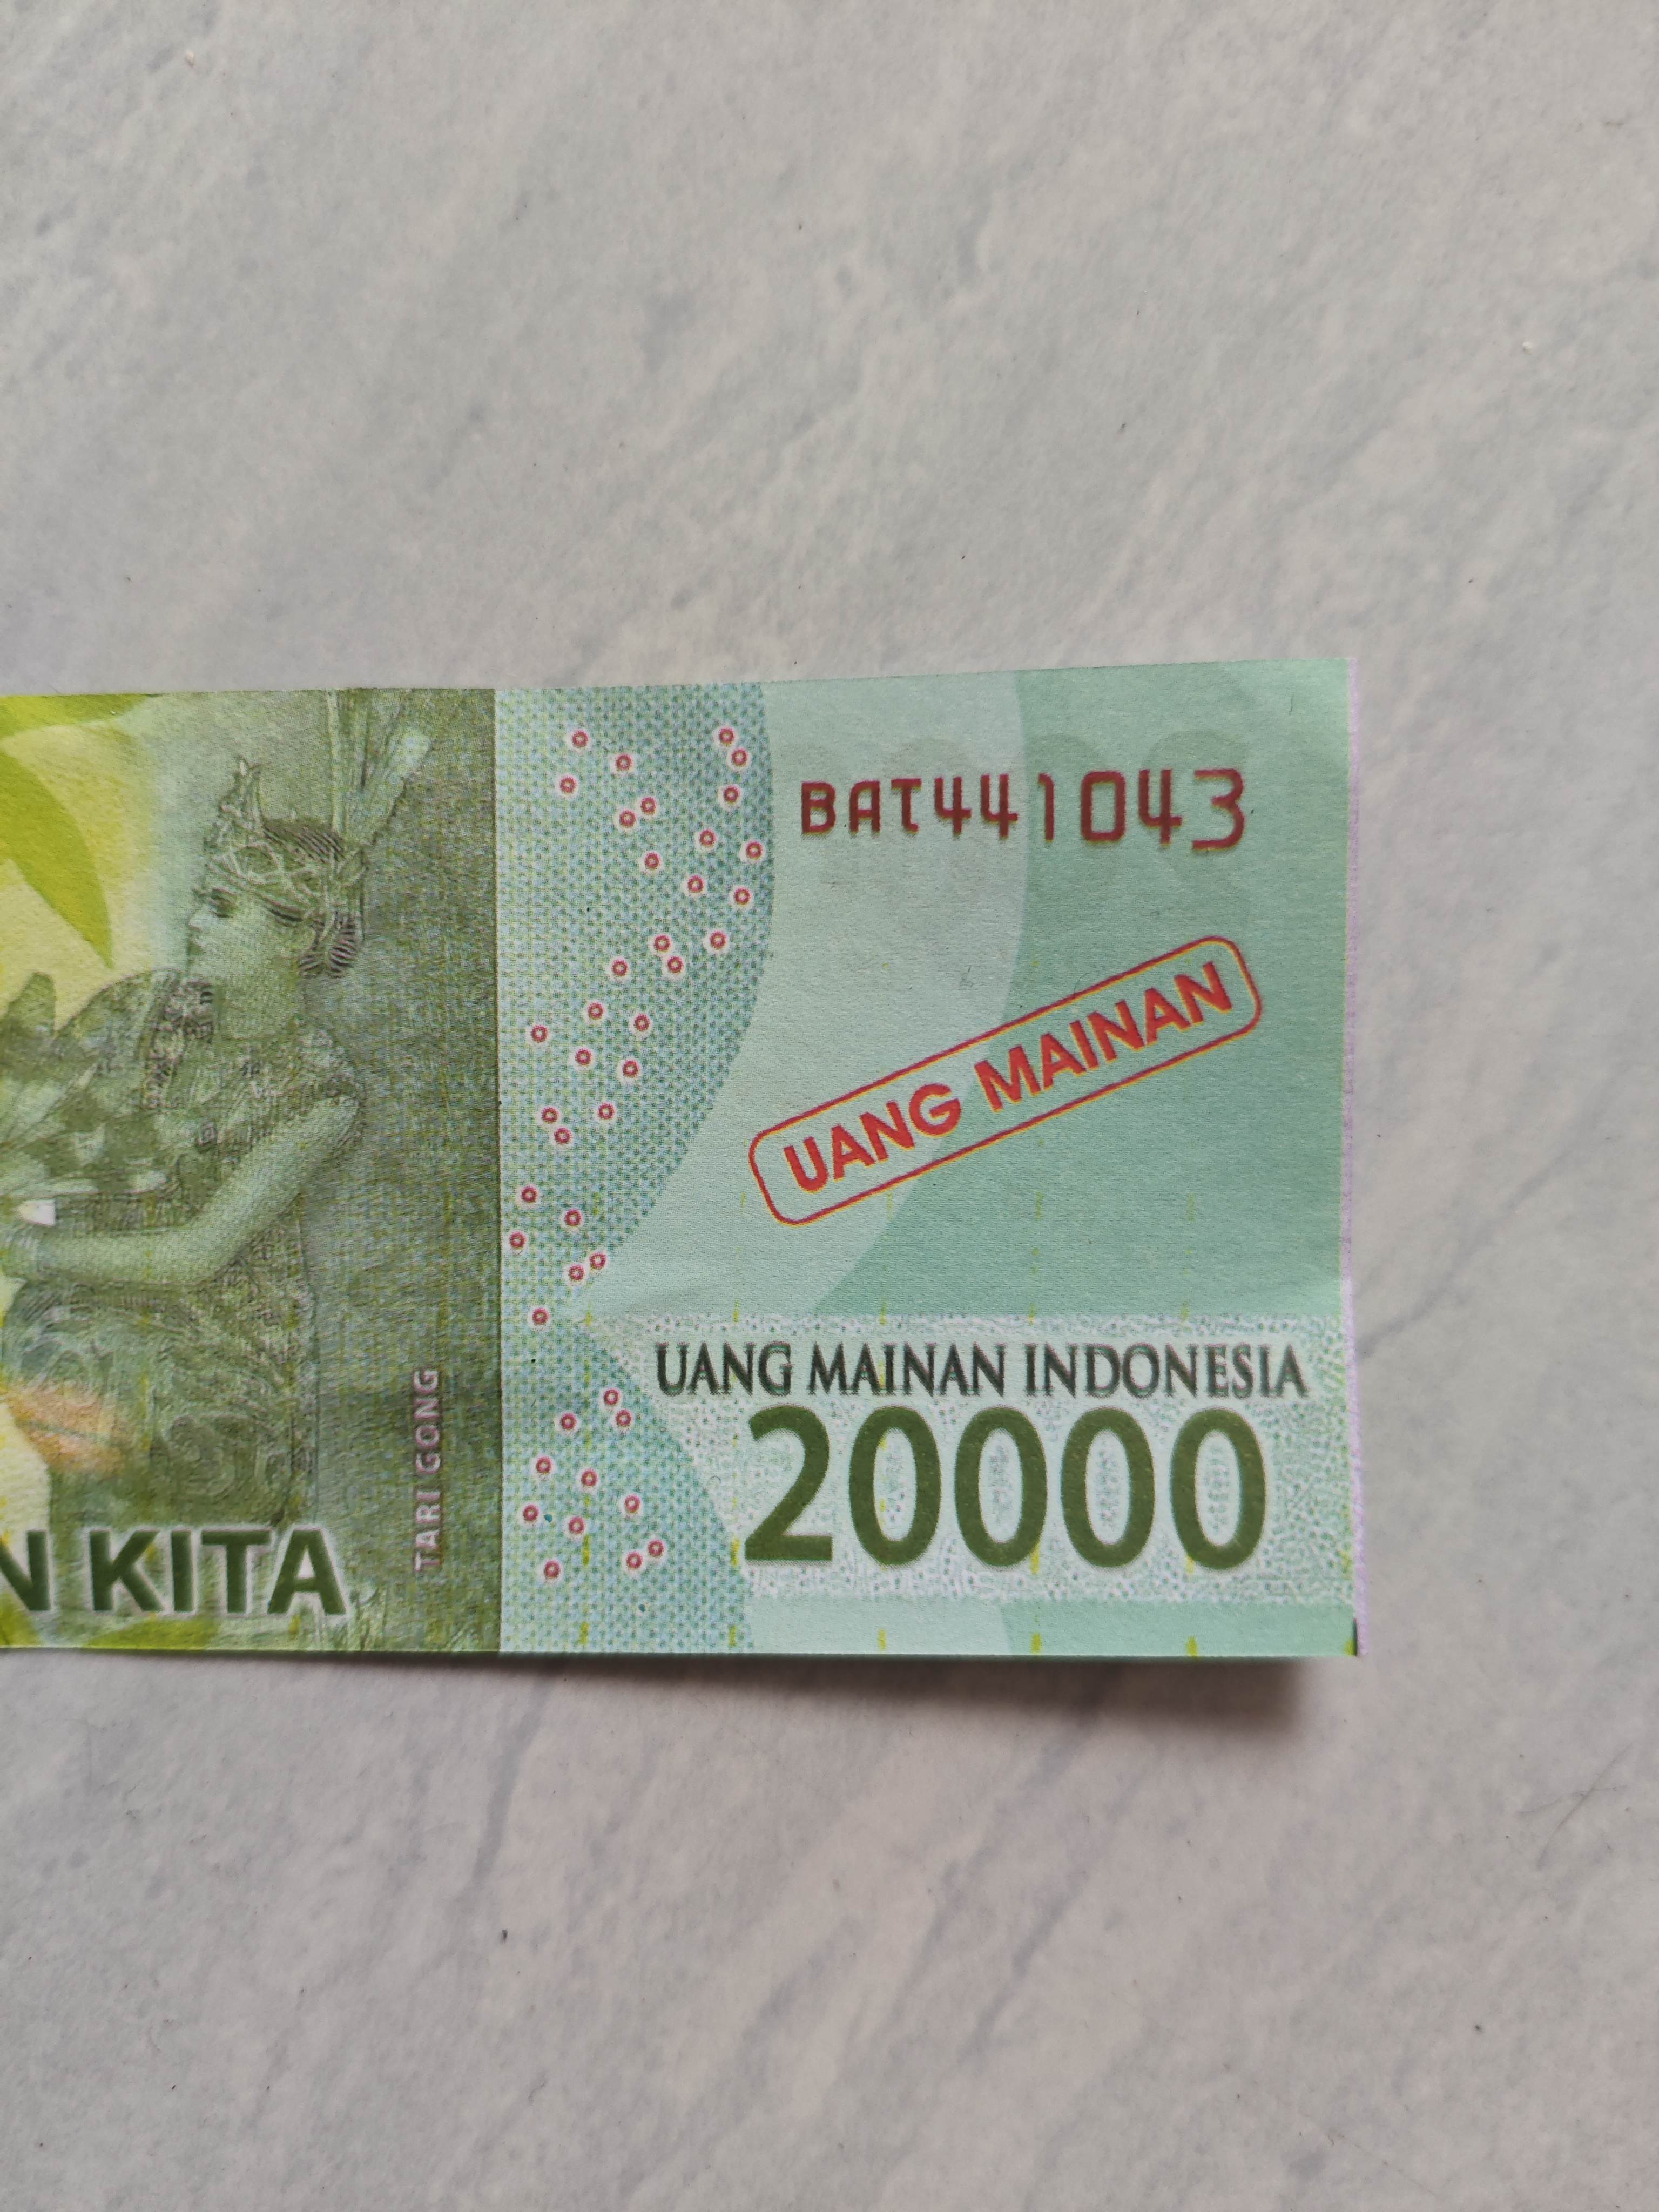 BAT441043
UANG MAINAN
UANG MAINAN INDONESIA
20000
TARI GONG
N KITA